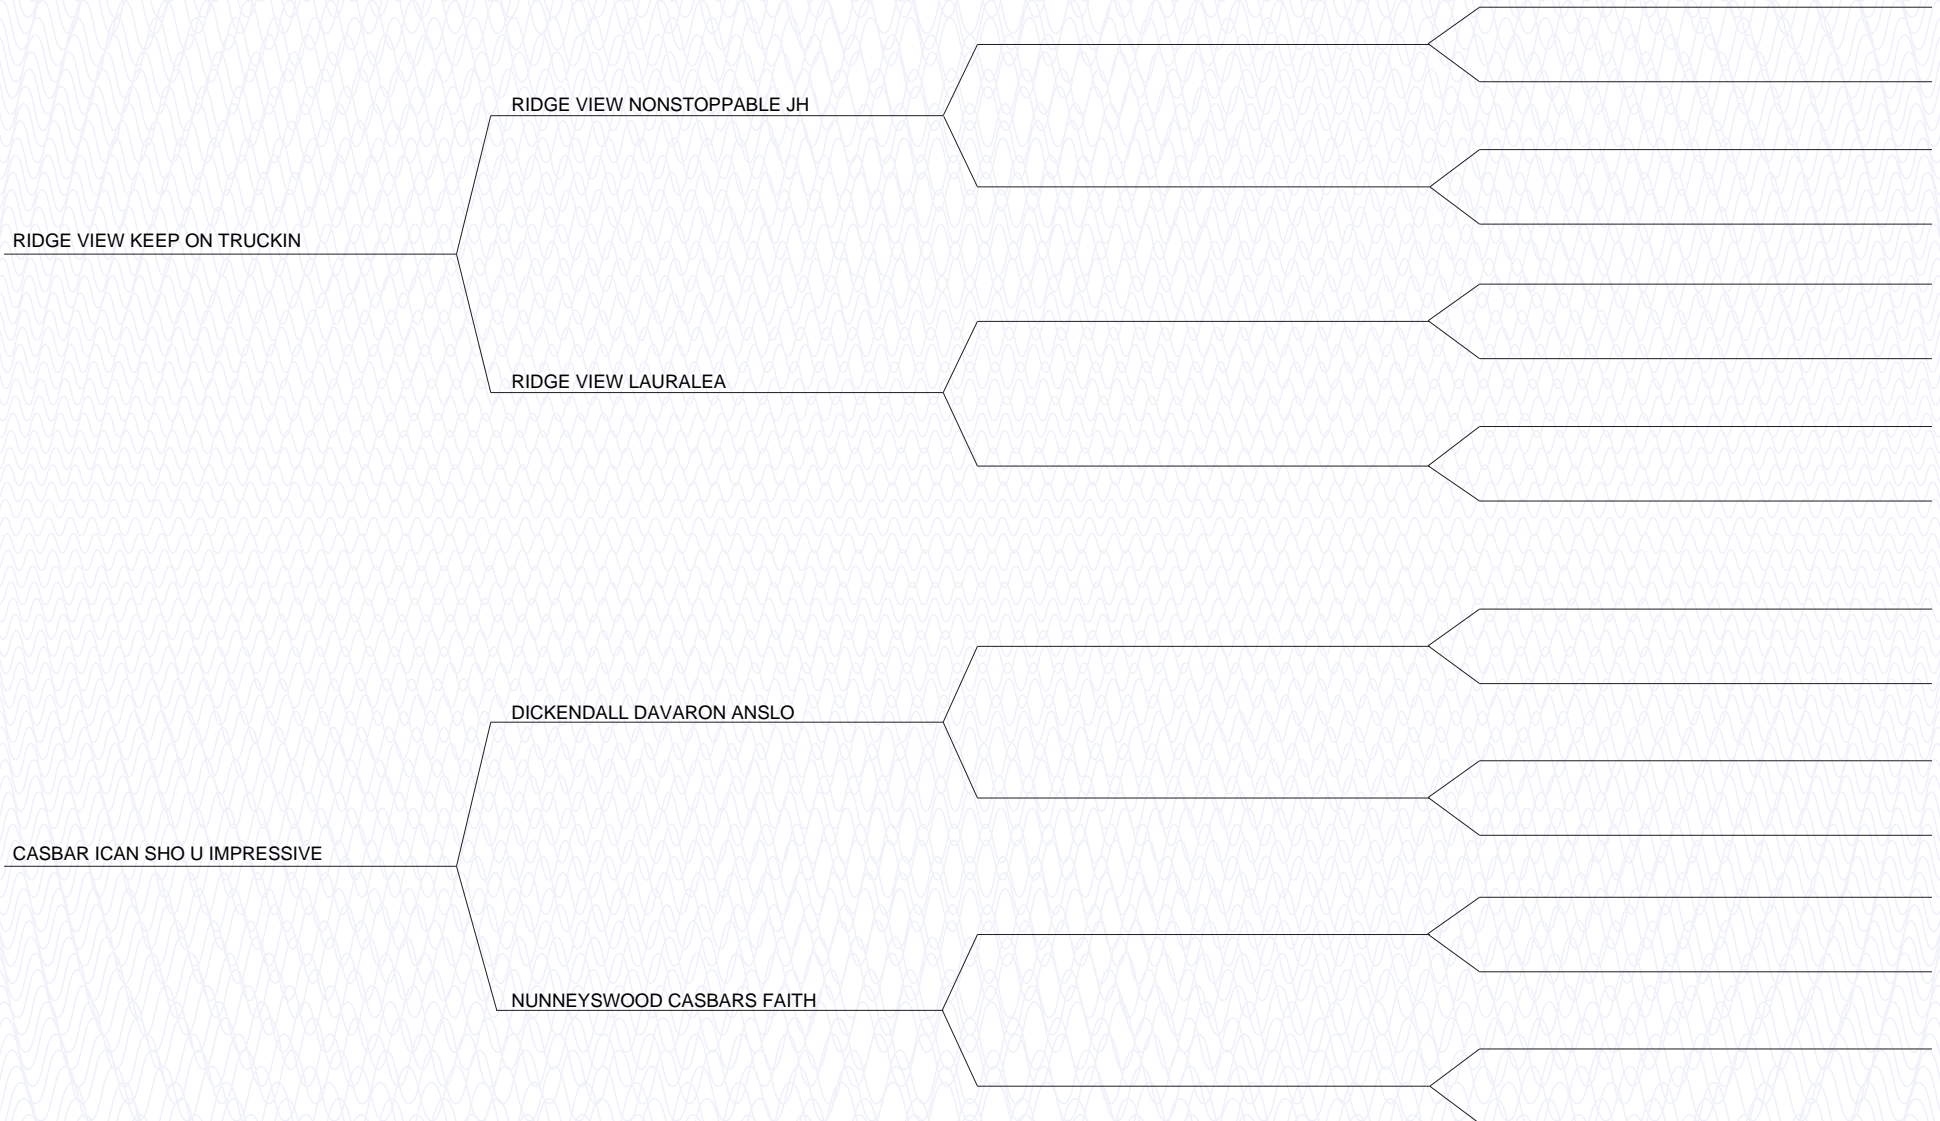 RIDGE VIEW NONSTOPPABLE JH
RIDGE VIEW KEEP ON TRUCKIN
RIDGE VIEW LAURALEA
DICKENDALL DAVARON ANSLO
CASBAR ICAN SHO U IMPRESSIVE
NUNNEYSWOOD CASBARS FAITH